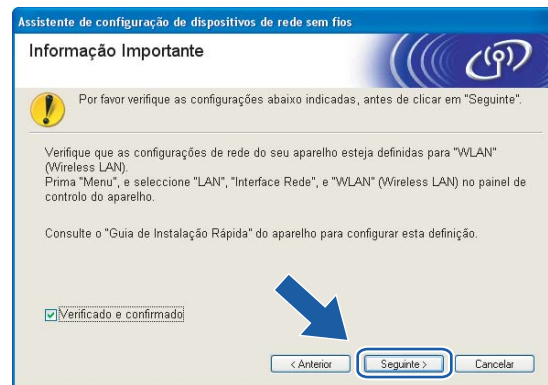 Assistente de configuração de dispositivos de rede sem fios
Informação Importante
Por favor verifique as configurações abaixo indicadas, antes de clicar em "Seguinte".
Verifique que as configurações de rede do seu aparelho esteja definidas para "WLAN"
(Wireless LAN).
Prima "Menu", e seleccione "LAN", "Interface Rede", e "WLAN" (Wireless LAN) no painel de
controlo do aparelho.
Consulte o "Guia de Instalação Rápida" do aparelho para configurar esta definição.
Verificado e confirmado
< Anterior
Seguinte >
Cancelar